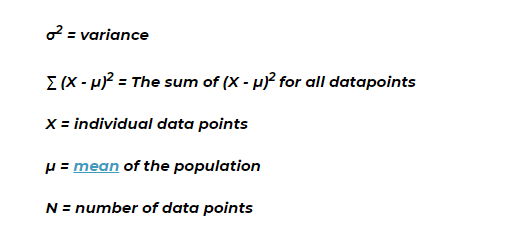 σ² = variance
∑ (X - μ)² = The sum of (X - μ)² for all datapoints
X = individual data points
μ = mean of the population
N = number of data points